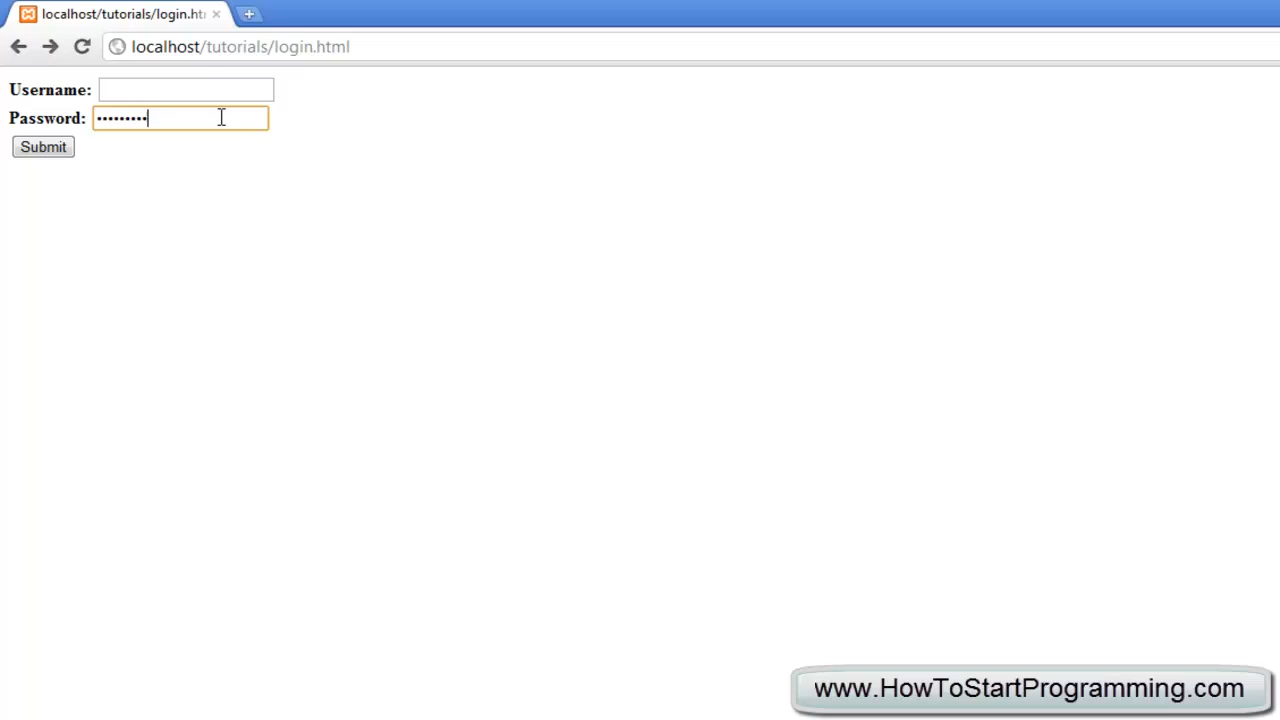 localhost/tutorials/login.ht
localhost/tutorials/login.html
Username:
Password: •••••••••
Submit
www.HowToStartProgramming.com